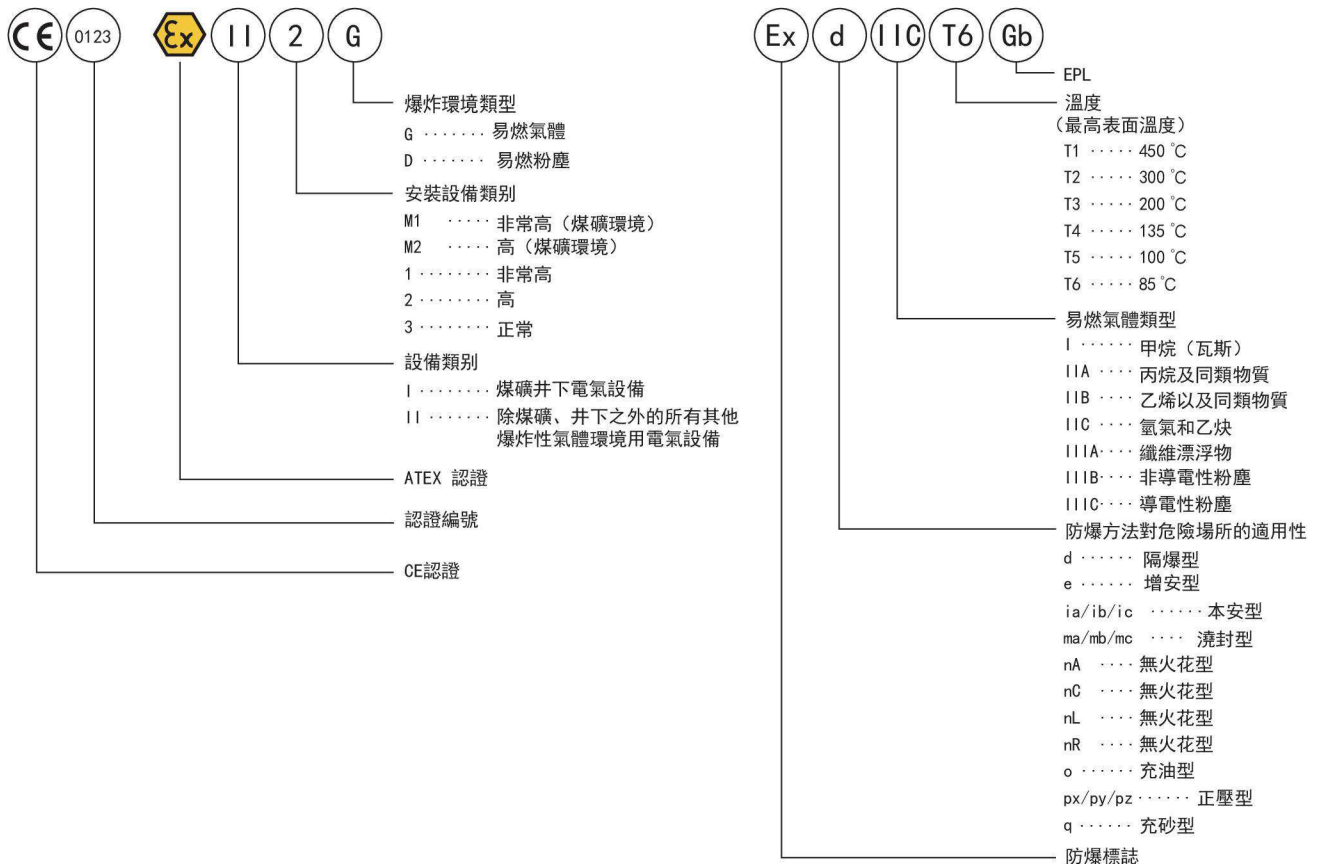 CE 0123 Ex II 2 G
爆炸環境類型
G ······· 易燃氣體
D ······· 易燃粉塵
安裝設備類别
M1 ····· 非常高（煤礦環境）
M2 ····· 高（煤礦環境）
1 ········ 非常高
2 ········ 高
3 ········ 正常
設備類别
I ········ 煤礦井下電氣設備
II ······· 除煤礦、井下之外的所有其他
爆炸性氣體環境用電氣設備
ATEX 認證
認證編號
CE認證
Ex d IIC T6 Gb
EPL
溫度
（最高表面溫度）
T1 ····· 450 ℃
T2 ····· 300 ℃
T3 ····· 200 ℃
T4 ····· 135 ℃
T5 ····· 100 ℃
T6 ····· 85 ℃
易燃氣體類型
I ······ 甲烷（瓦斯）
IIA ···· 丙烷及同類物質
IIB ···· 乙烯以及同類物質
IIC ···· 氫氣和乙炔
IIIA···· 纖維漂浮物
IIIB···· 非導電性粉塵
IIIC···· 導電性粉塵
防爆方法對危險場所的適用性
d ······ 隔爆型
e ······ 增安型
ia/ib/ic ······ 本安型
ma/mb/mc ···· 澆封型
nA ···· 無火花型
nC ···· 無火花型
nL ···· 無火花型
nR ···· 無火花型
o ······ 充油型
px/py/pz ······ 正壓型
q ······ 充砂型
防爆標誌